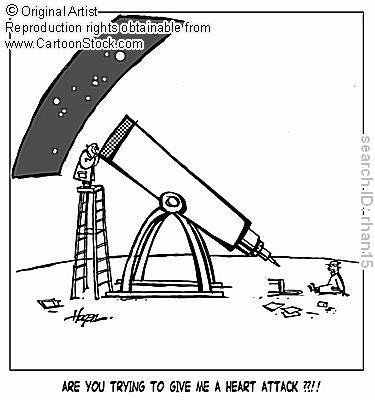 © Original Artist
Reproduction rights obtainable from
www.CartoonStock.com
search ID: rhan15
ARE YOU TRYING TO GIVE ME A HEART ATTACK ??!!